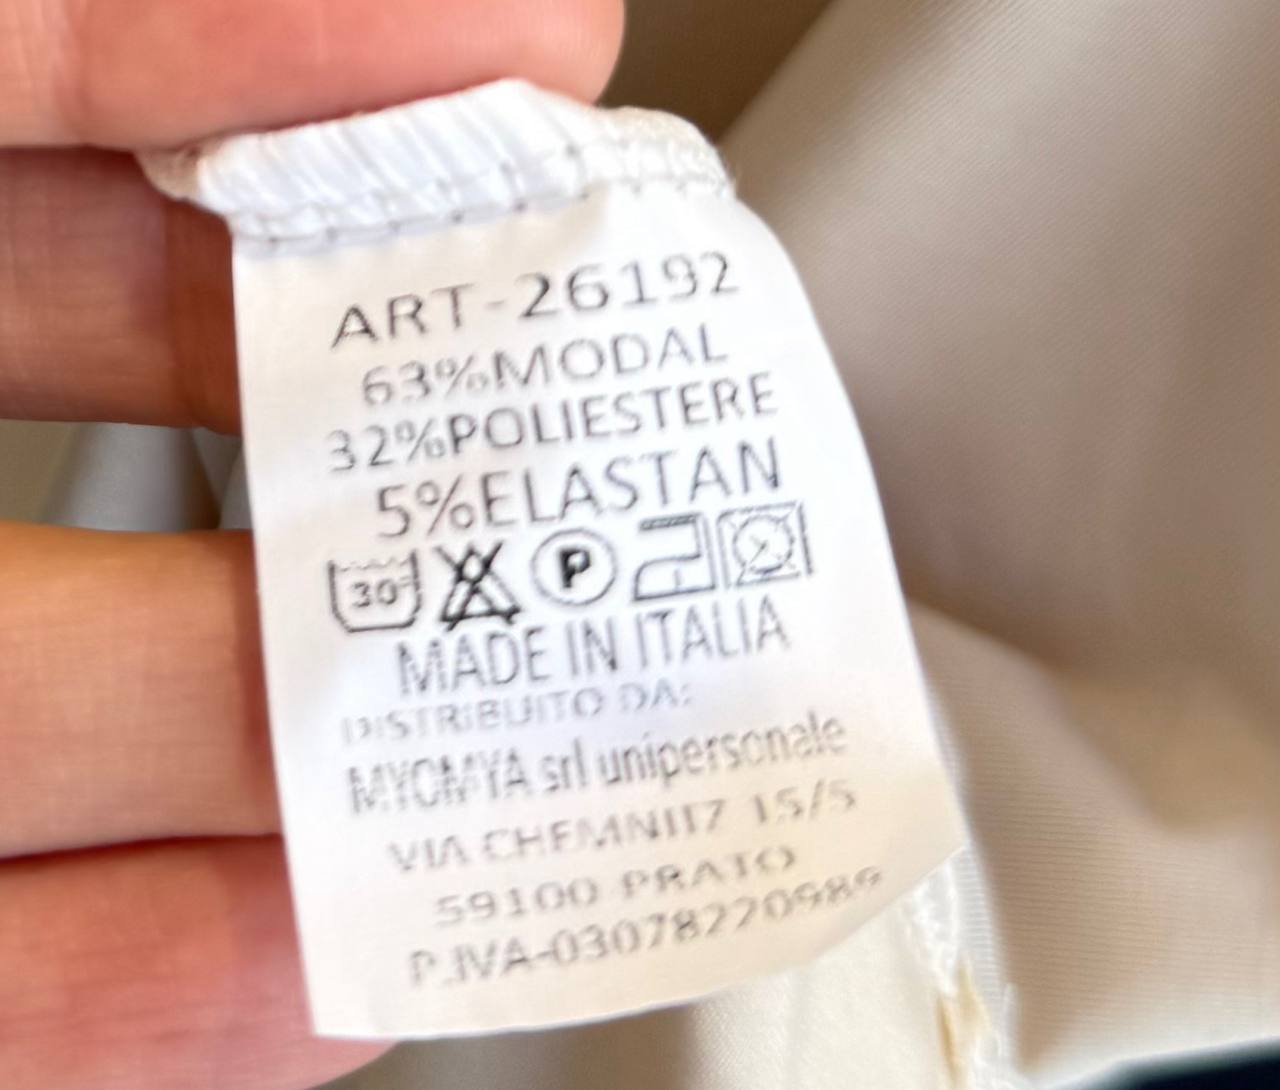 ART-26192
63%MODAL
32%POLIESTERE
5%ELASTAN
30 P
MADE IN ITALIA
DISTRIBUITO DA:
MYOMYA srl unipersonale
VIA CHEMNITZ 15/5
59100 PRATO
P.IVA-03078220989